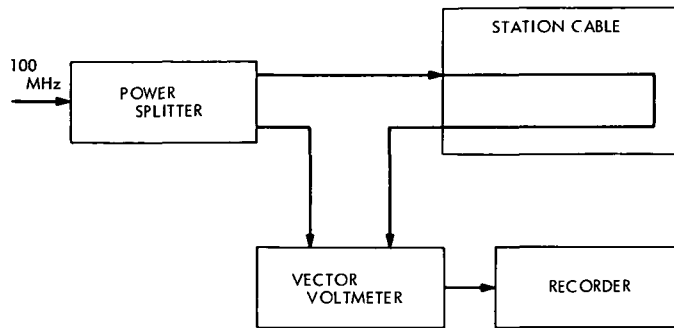 STATION CABLE
100
MHz
POWER
SPLITTER
VECTOR
VOLTMETER
RECORDER